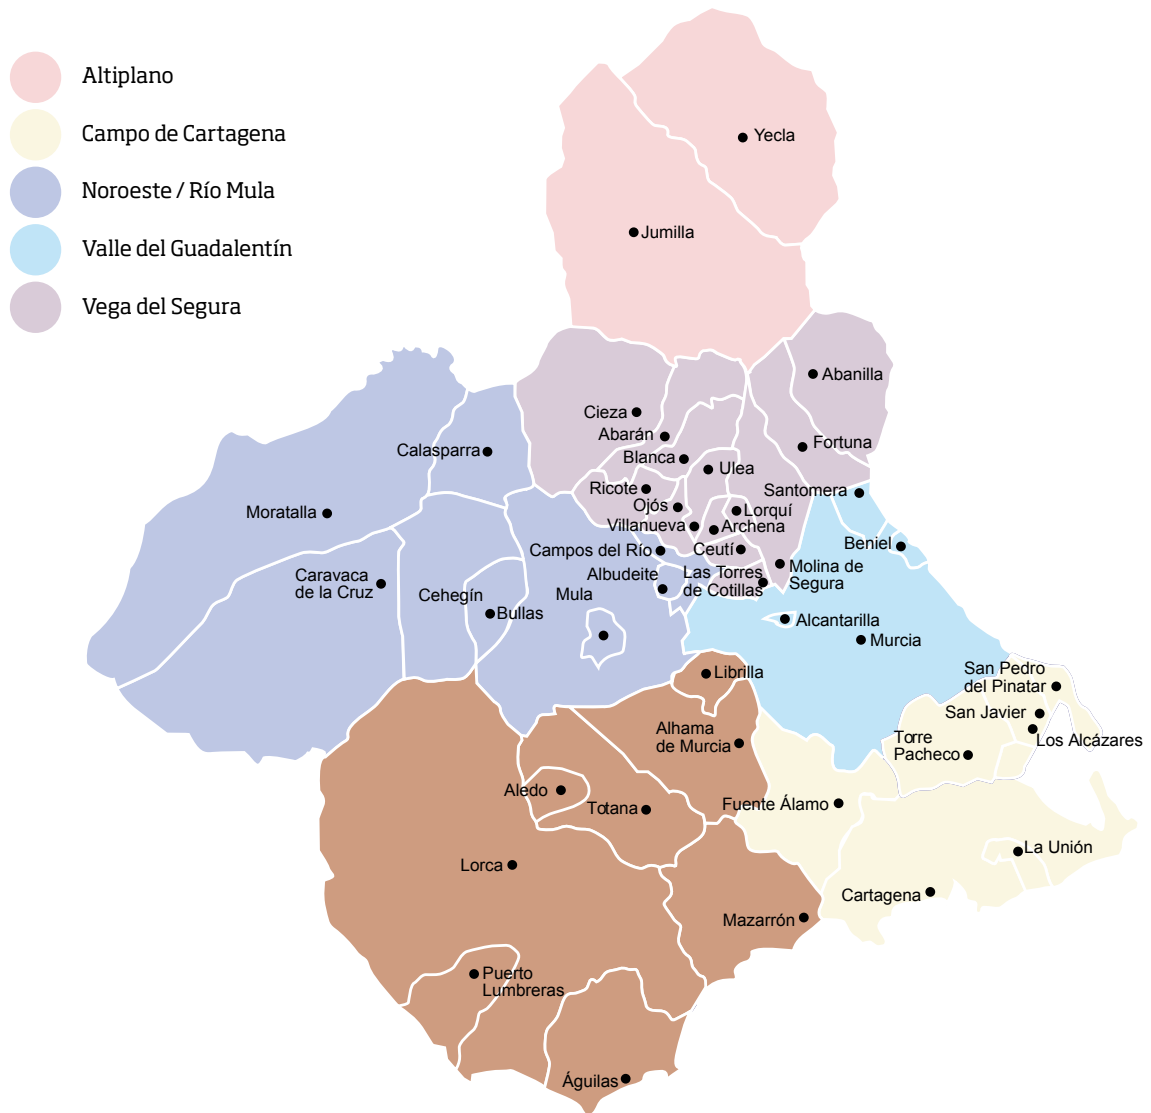 Altiplano
Campo de Cartagena
Noroeste / Río Mula
Valle del Guadalentín
Vega del Segura
Yecla
Jumilla
Abanilla
Cieza
Abarán
Fortuna
Calasparra
Blanca
Ulea
Ricote
Santomera
Ojós
Lorquí
Moratalla
Villanueva
Archena
Beniel
Campos del Río
Ceutí
Molina de
Segura
Albudeite
Las Torres
de Cotillas
Caravaca
de la Cruz
Cehegín
Mula
Bullas
Alcantarilla
Murcia
Librilla
San Pedro
del Pinatar
San Javier
Alhama
de Murcia
Torre
Pacheco
Los Alcázares
Aledo
Totana
Fuente Álamo
La Unión
Lorca
Cartagena
Mazarrón
Puerto
Lumbreras
Águilas